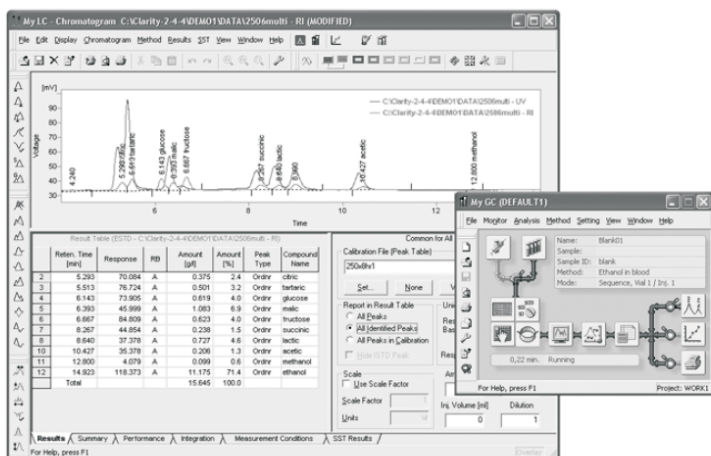 My LC - Chromatogram C:\Clarity-2-4-4\DEMO1\DATA\2506multi - RI (MODIFIED)
File Edit Display Chromatogram Method Results SST View Window Help
[mV]
90
80
70
60
50
40
Voltage
C:\Clarity-2-4-4\DEMO1\DATA\2506multi - UV
C:\Clarity-2-4-4\DEMO1\DATA\2506multi - RI
4.240
5.293 citric
5.513 tartaric
6.143 glucose
6.393 malic
6.667 fructose
8.267 succinic
8.640 lactic
10.427 acetic
12.800 methanol
6 8 10 12
Time
Result Table (ESTD - C:\Clarity-2-4-4\DEMO1\DATA\2506multi - RI)
Reten. Time [min] Response RB Amount [g/l] Amount [%] Peak Type Compound Name
2 5.293 70.084 A 0.375 2.4 Ordnr citric
3 5.513 76.724 A 0.501 3.2 Ordnr tartaric
4 6.143 73.905 A 0.619 4.0 Ordnr glucose
5 6.393 45.999 A 1.083 6.9 Ordnr malic
6 6.667 84.809 A 0.623 4.0 Ordnr fructose
7 8.267 44.854 A 0.238 1.5 Ordnr succinic
8 8.640 37.378 A 0.727 4.6 Ordnr lactic
10 10.427 35.378 A 0.206 1.3 Ordnr acetic
11 12.800 4.079 A 0.099 0.6 Ordnr methanol
12 14.923 118.373 A 11.175 71.4 Ordnr ethanol
Total 15.645 100.0
Common for All
Calibration File (Peak Table)
250x8hr1
Set... None
Report in Result Table
All Peaks
All Identified Peaks
All Peaks in Calibration
Hide ISTD Peak
Scale
Use Scale Factor
Scale Factor 1
Units
Inj. Volume [ml] Dilution
0 1
Results Summary Performance Integration Measurement Conditions SST Results
For Help, press F1
Overlay
My GC (DEFAULT1)
File Monitor Analysis Method Setting View Window Help
Name: Blank01
Sample:
Sample ID: blank
Method: Ethanol in blood
Mode: Sequence, Vial 1 / Inj. 1
0,22 min. Running
For Help, press F1
Project: WORK1